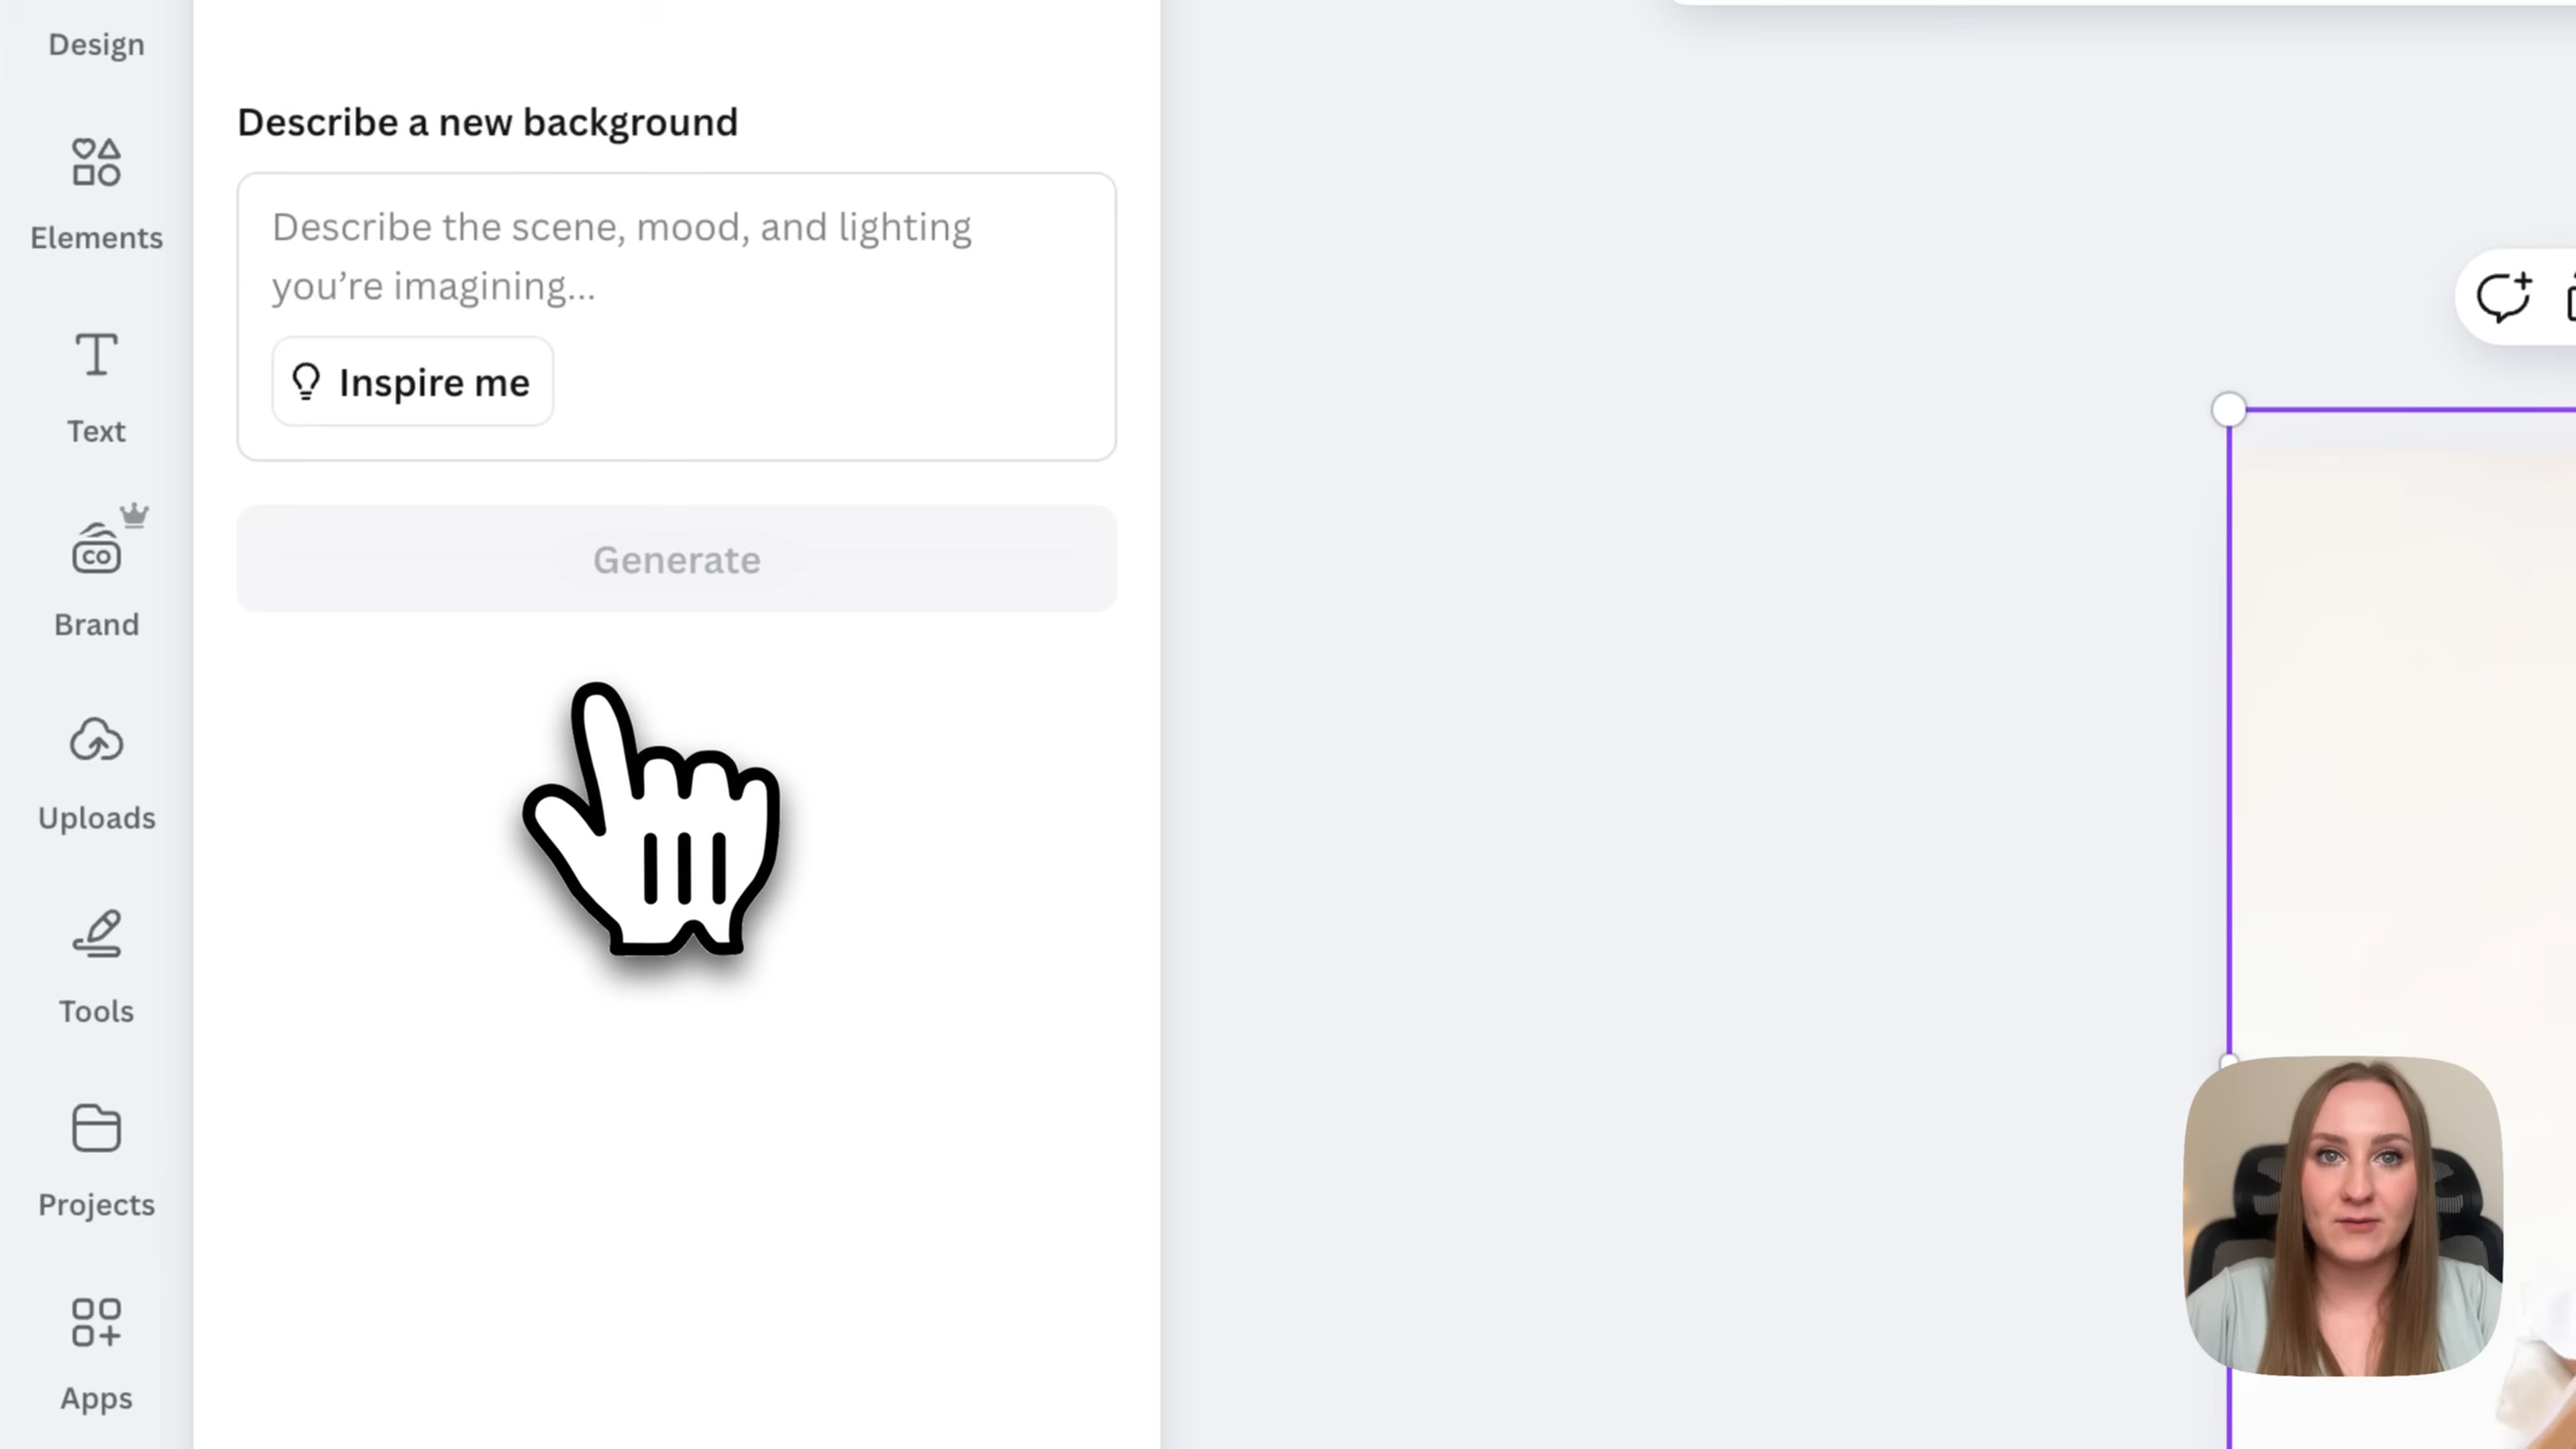 Design
Elements
Text
CO
Brand
Uploads
Tools
Projects
Apps
Describe a new background
Describe the scene, mood, and lighting
you’re imagining...
Inspire me
Generate